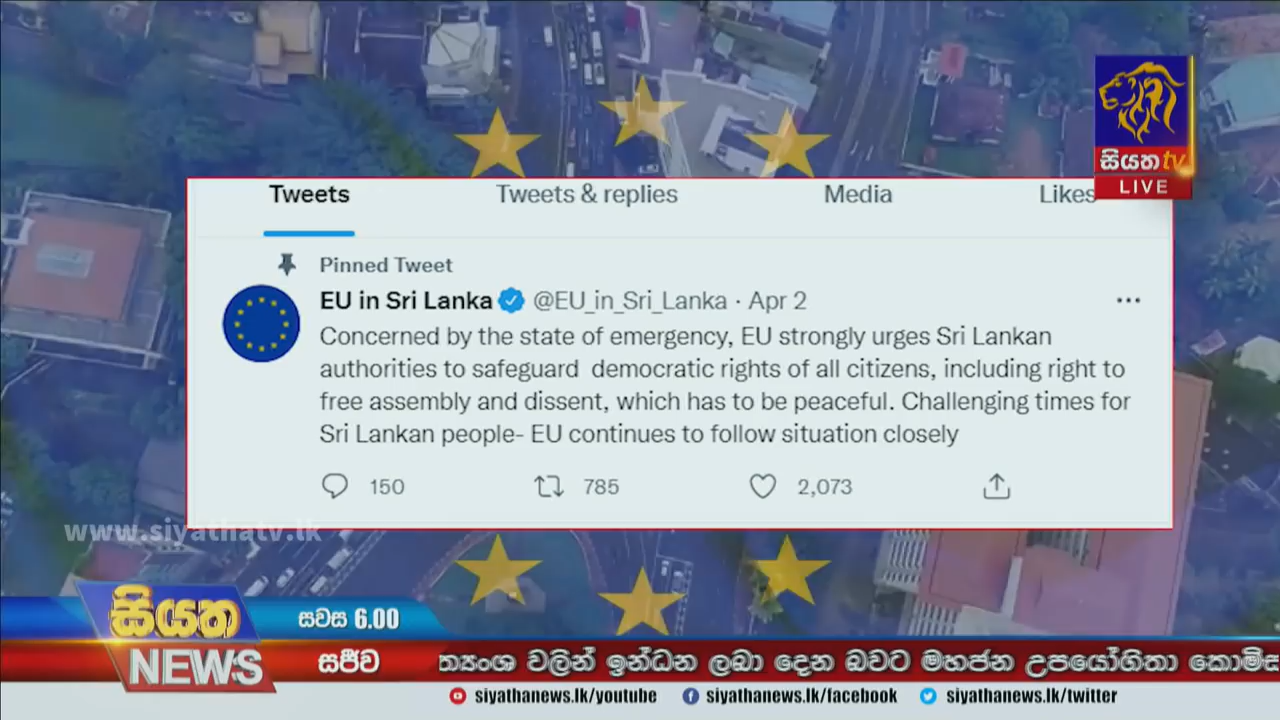 සියත tv
LIVE
Tweets
Tweets & replies
Media
Likes
Pinned Tweet
EU in Sri Lanka @EU_in_Sri_Lanka · Apr 2
Concerned by the state of emergency, EU strongly urges Sri Lankan
authorities to safeguard democratic rights of all citizens, including right to
free assembly and dissent, which has to be peaceful. Challenging times for
Sri Lankan people- EU continues to follow situation closely
150
785
2,073
www.siyathatv.lk
සියත
NEWS
සවස 6.00
සජීව
වලින් ඉන්ධන ලබා දෙන බවට මහජන උපයෝගිතා
siyathanews.lk/youtube
siyathanews.lk/facebook
siyathanews.lk/twitter